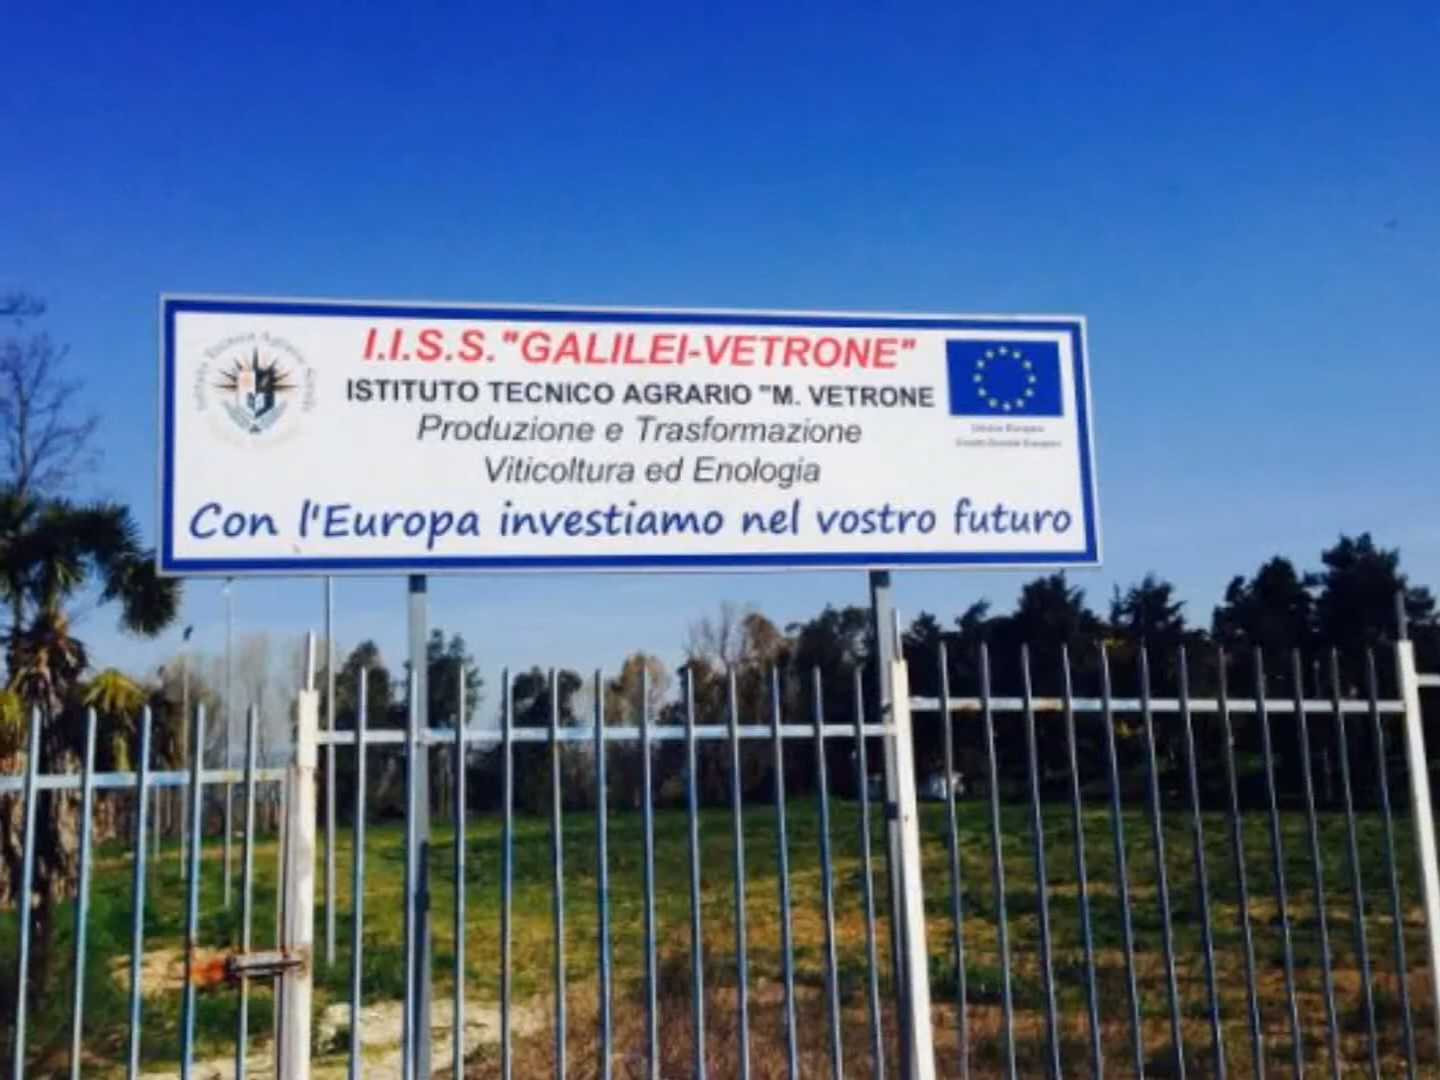 I.I.S.S. "GALILEI-VETRONE"
ISTITUTO TECNICO AGRARIO "M. VETRONE
Produzione e Trasformazione
Viticoltura ed Enologia
Con l'Europa investiamo nel vostro futuro